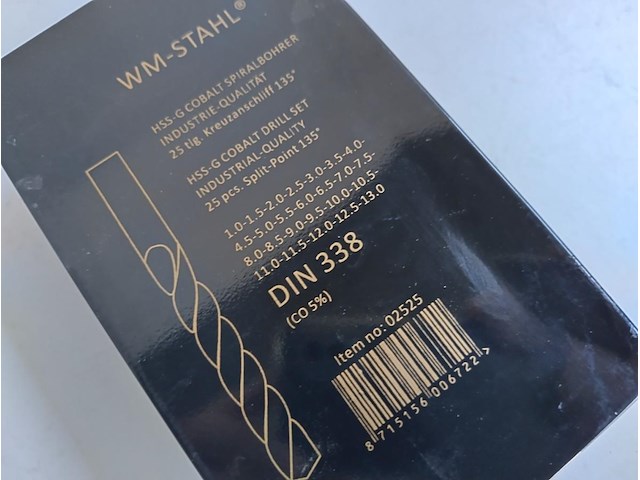 WM-STAHL®
HSS-G COBALT SPIRALBOHRER
INDUSTRIE-QUALITÄT
25 tlg. Kreuzanschliff 135°
HSS-G COBALT DRILL SET
INDUSTRIAL-QUALITY
25 pcs. Split-Point 135°
1.0-1.5-2.0-2.5-3.0-3.5-4.0-
4.5-5.0-5.5-6.0-6.5-7.0-7.5-
8.0-8.5-9.0-9.5-10.0-10.5-
11.0-11.5-12.0-12.5-13.0
DIN 338
(CO 5%)
Item no: 02525
8 715156 006722 >